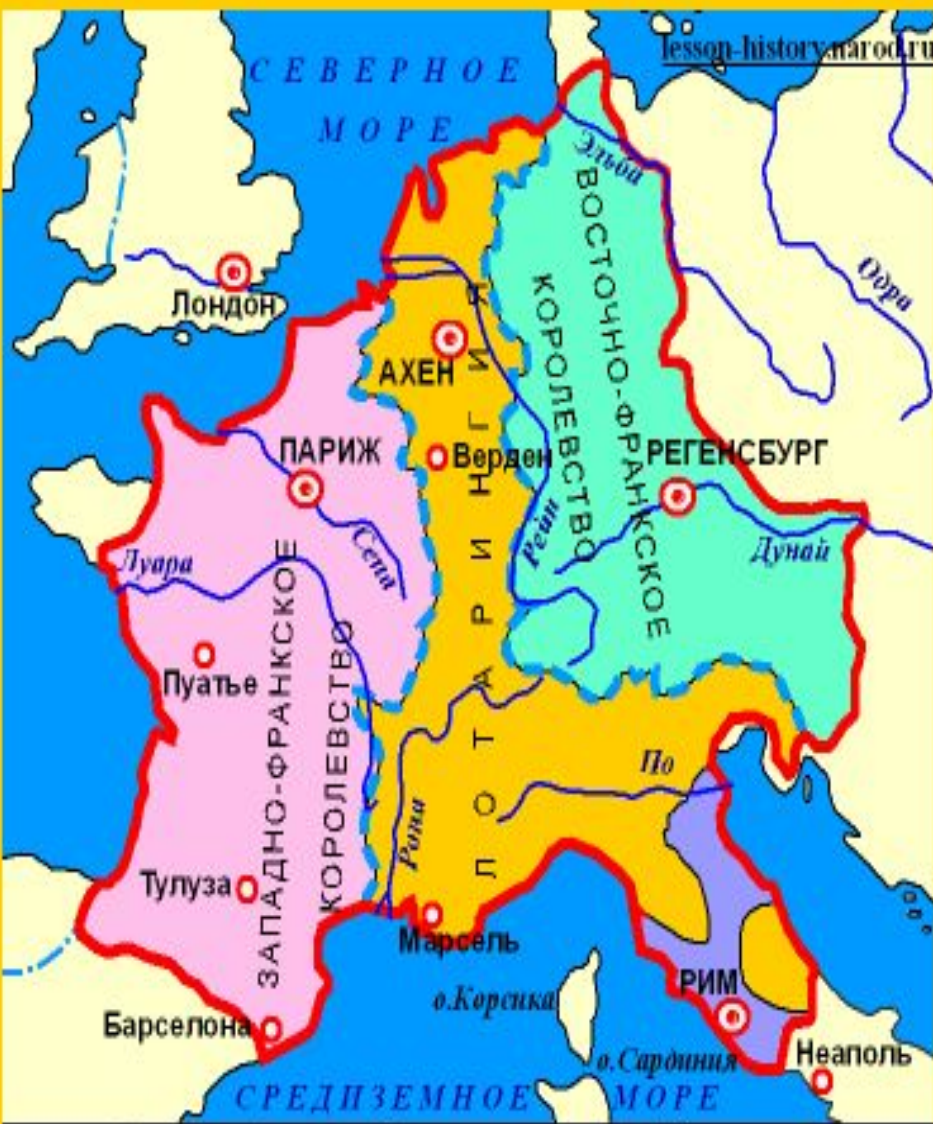 lesson-history.narod.ru
СЕВЕРНОЕ
МОРЕ
Эльба
Одра
Лондон
АХЕН
ВОСТОЧНО-ФРАНКСКОЕ
КОРОЛЕВСТВО
ПАРИЖ
Верден
РЕГЕНСБУРГ
Сена
Рейн
Дунай
Луара
Пуатье
ЗАПАДНО-ФРАНКСКОЕ
КОРОЛЕВСТВО
ЛОТАРИНГИЯ
По
Рона
Тулуза
Марсель
РИМ
о.Корсика
Барселона
о.Сардиния
Неаполь
СРЕДИЗЕМНОЕ МОРЕ